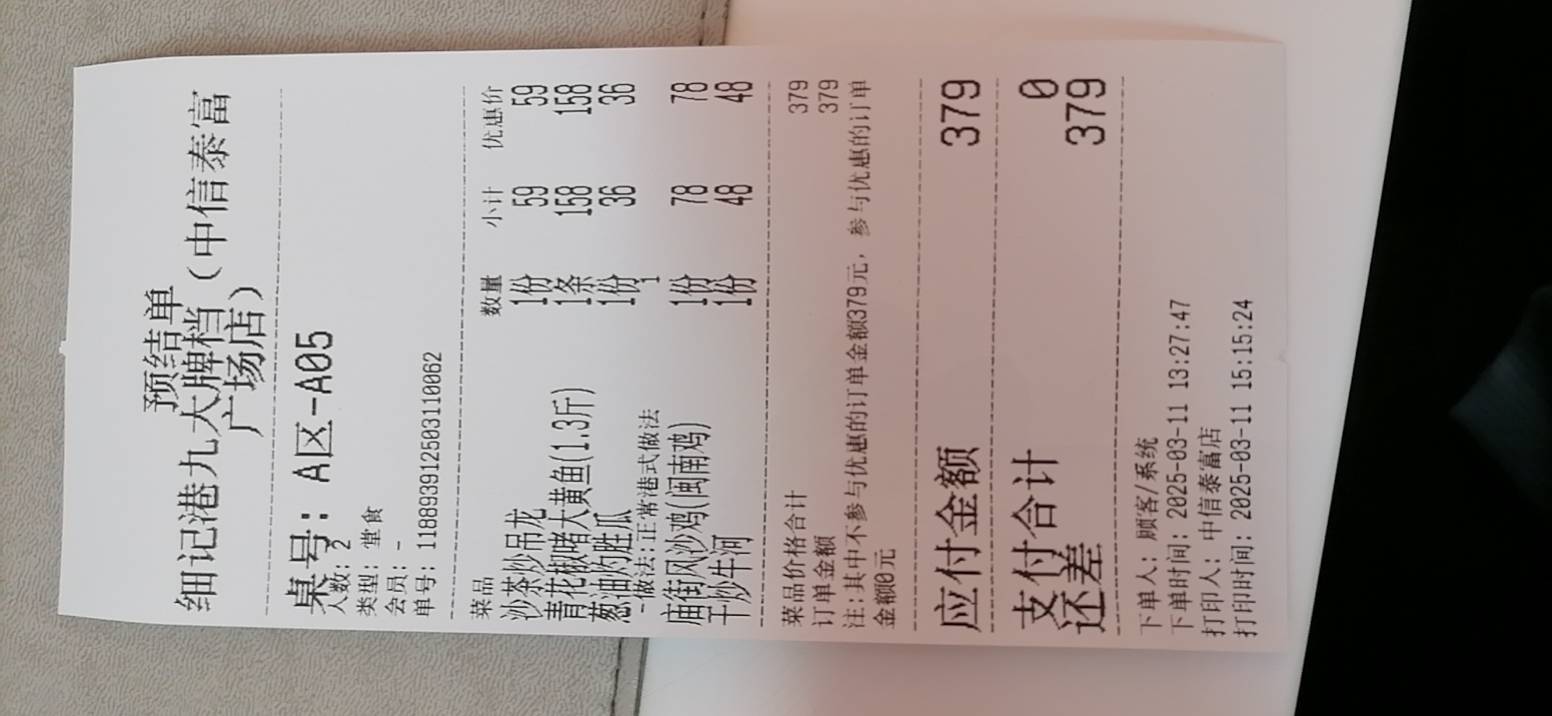 预结单
细记港九大牌档(中信泰富
广场店)
桌号: A区-A05
人数: 2
类型: 堂食
会员: -
单号: 1188939125031​10062
菜品 数量 小计 优惠价
沙茶炒吊龙 1份 59 59
青花椒啫大黄鱼(1.3斤) 1条 158 158
葱油灼胜瓜 1份 36 36
-做法:正常港式做法 1
庙街风沙鸡(闽南鸡) 1份 78 78
干炒牛河 1份 48 48
菜品价格合计 379
订单金额 379
注:其中不参与优惠的订单金额379元, 参与优惠的订单
金额0元
应付金额 379
支付合计 0
还差 379
下单人: 顾客/系统
下单时间: 2025-03-11 13:27:47
打印人: 中信泰富店
打印时间: 2025-03-11 15:15:24